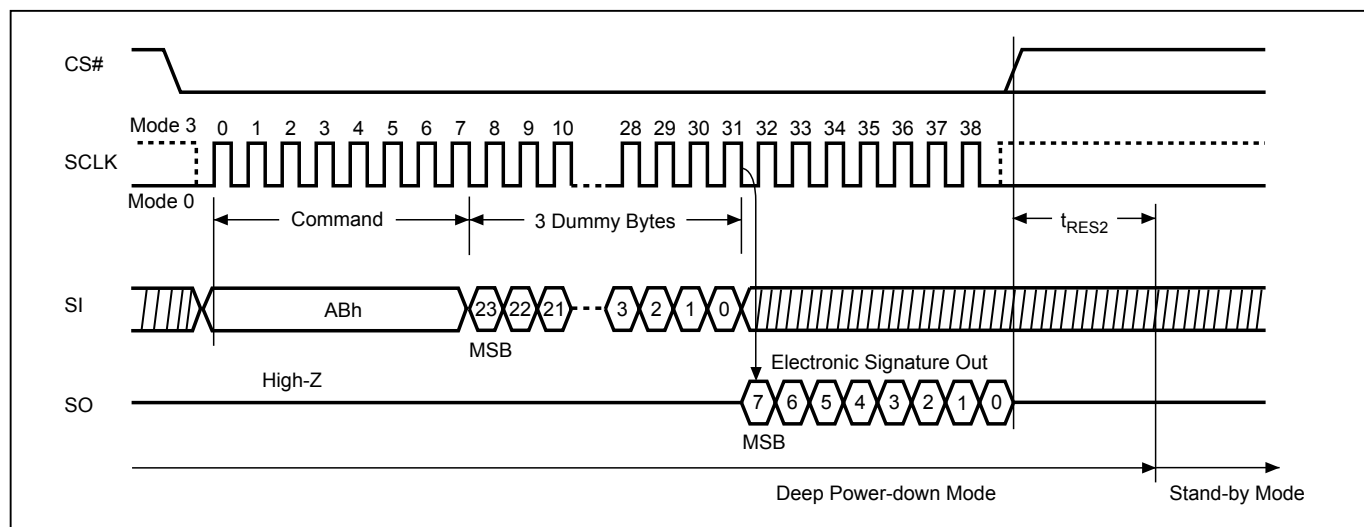 CS#
Mode 3 0 1 2 3 4 5 6 7 8 9 10 28 29 30 31 32 33 34 35 36 37 38
SCLK
Mode 0
Command 3 Dummy Bytes tRES2
SI ABh 23 22 21 3 2 1 0
MSB
High-Z Electronic Signature Out
SO 7 6 5 4 3 2 1 0
MSB
Deep Power-down Mode Stand-by Mode